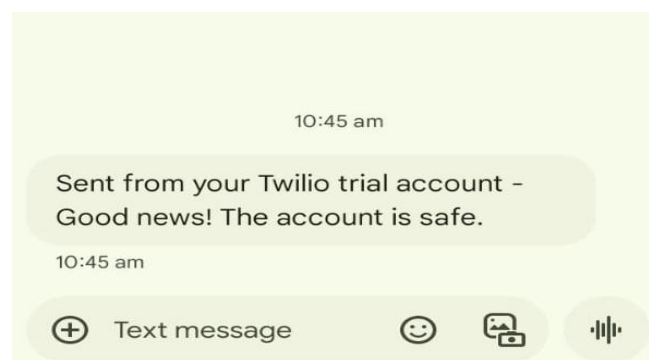 10:45 am
Sent from your Twilio trial account -
Good news! The account is safe.
10:45 am
Text message